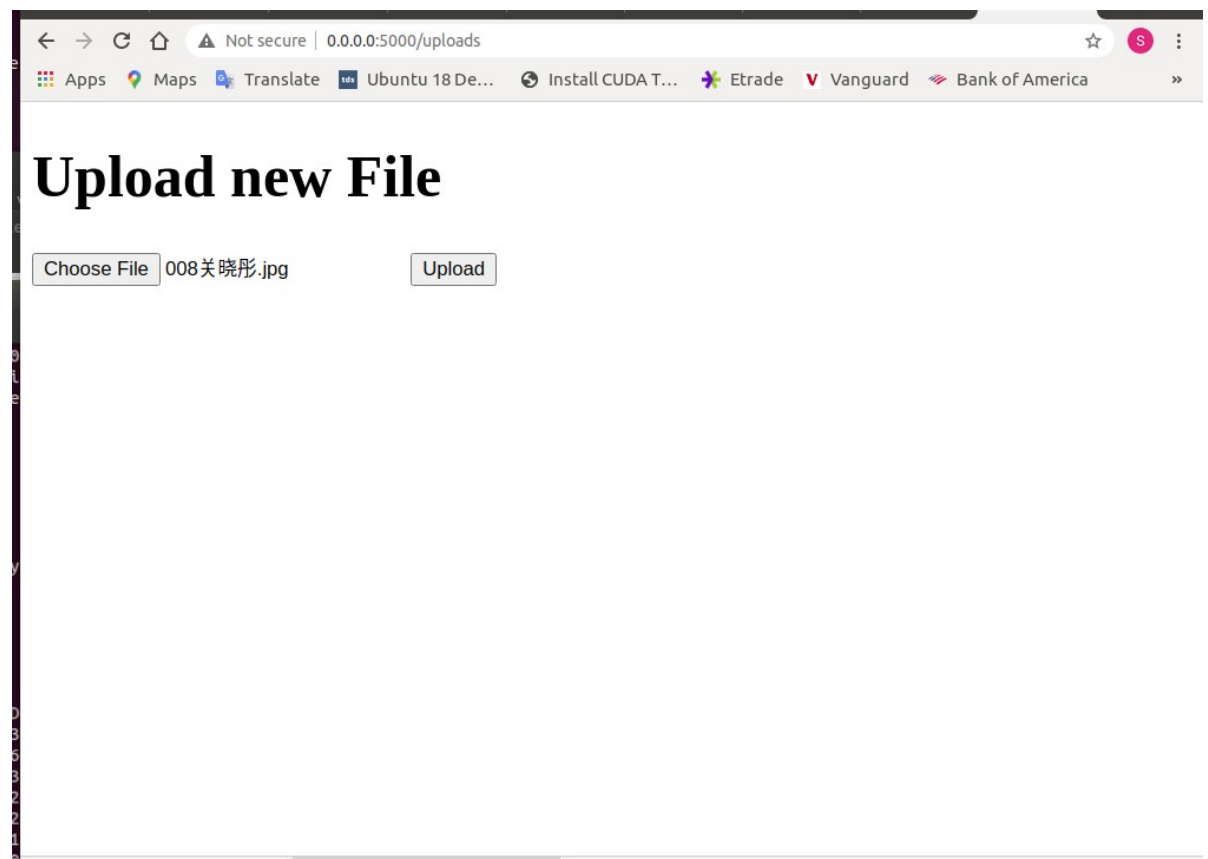 Not secure | 0.0.0.0:5000/uploads S
Apps Maps Translate tds Ubuntu 18 De... Install CUDA T... Etrade V Vanguard Bank of America »
Upload new File
Choose File 008关晓彤.jpg Upload